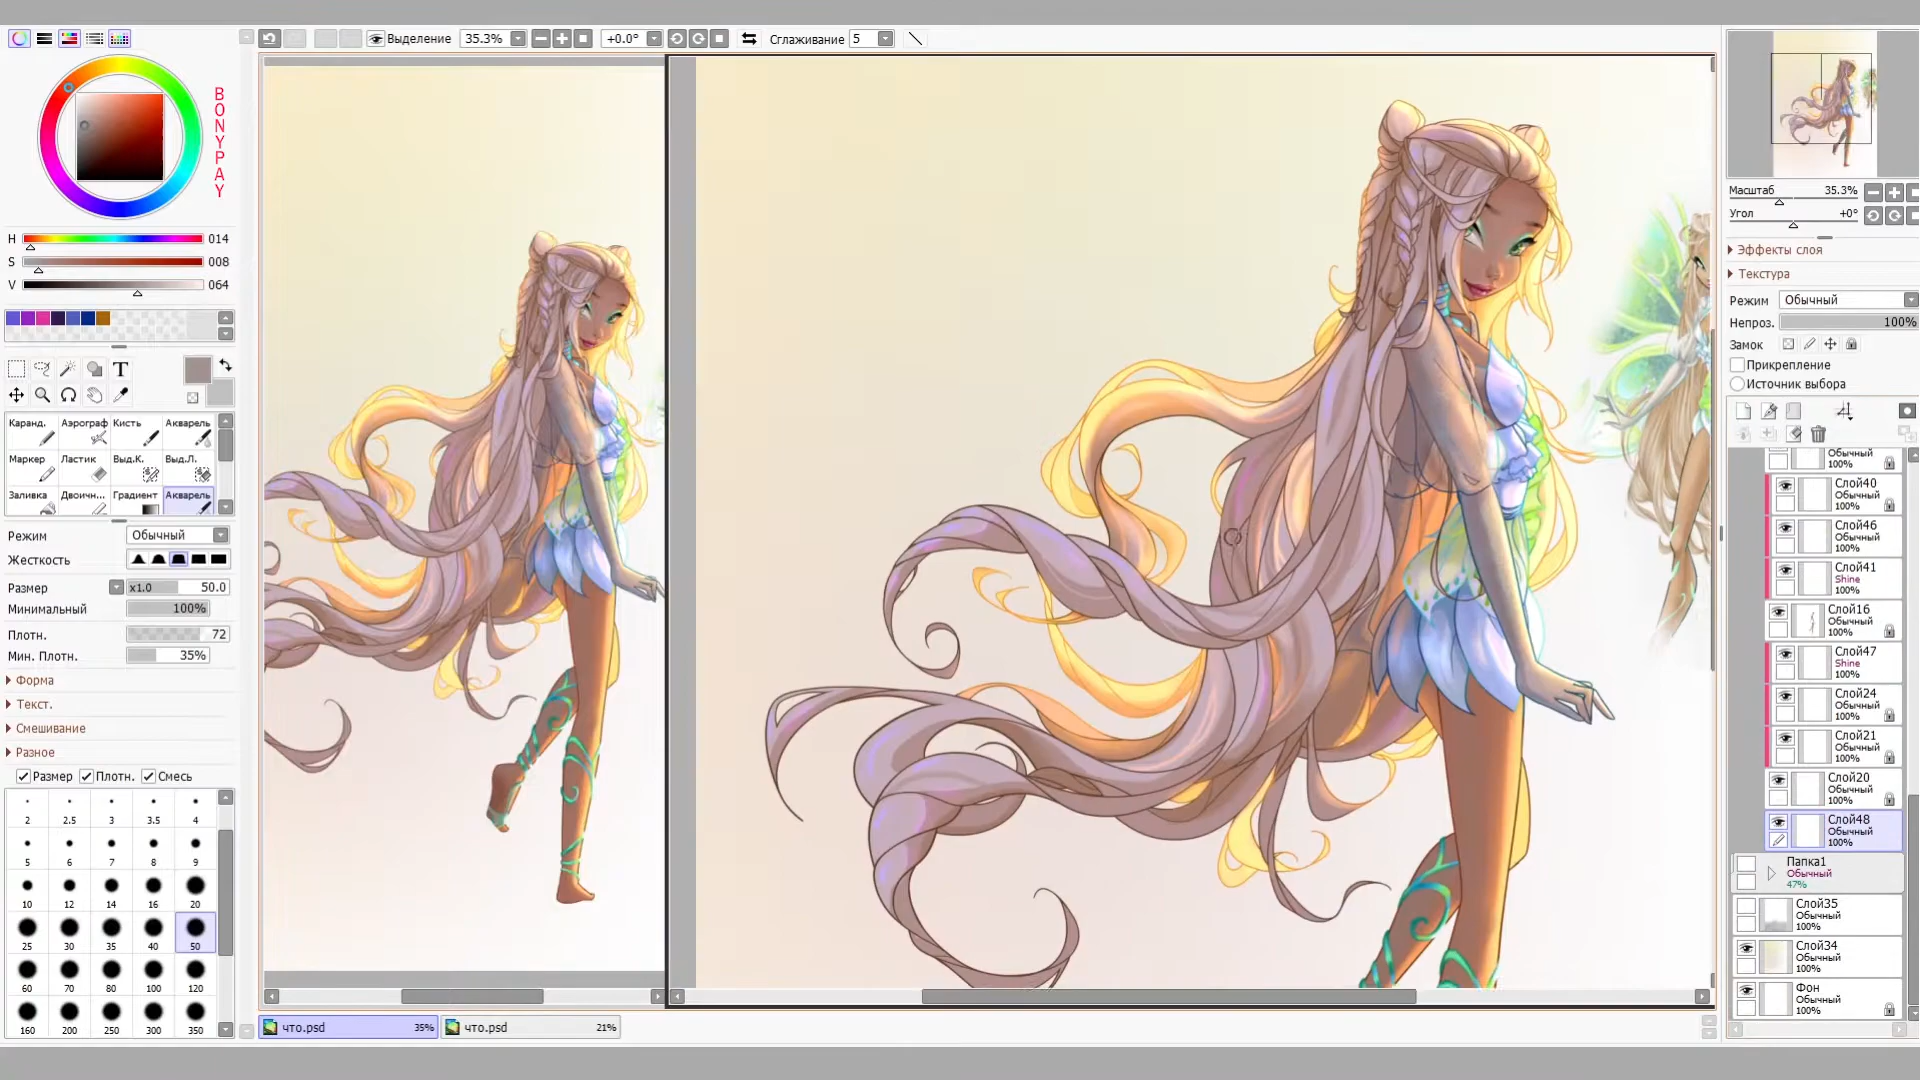 Выделение
35.3%
+0.0°
Сглаживание
5
BONYPAY
H
014
S
008
V
064
T
Каранд.
Аэрограф
Кисть
Акварель
Маркер
Ластик
Выд.К.
Выд.Л.
Заливка
Двоичн...
Градиент
Акварель
Режим
Обычный
Жесткость
Размер
x1.0
50.0
Минимальный
100%
Плотн.
72
Мин. Плотн.
35%
Форма
Текст.
Смешивание
Разное
Размер
Плотн.
Смесь
2 2.5 3 3.5 4
5 6 7 8 9
10 12 14 16 20
25 30 35 40 50
60 70 80 100 120
160 200 250 300 350
что.psd
35%
что.psd
21%
Масштаб
35.3%
Угол
+0°
Эффекты слоя
Текстура
Режим
Обычный
Непроз.
100%
Замок
Прикрепление
Источник выбора
Обычный
100%
Слой40
Обычный
100%
Слой46
Обычный
100%
Слой41
Shine
100%
Слой16
Обычный
100%
Слой47
Shine
100%
Слой24
Обычный
100%
Слой21
Обычный
100%
Слой20
Обычный
100%
Слой48
Обычный
100%
Папка1
Обычный
47%
Слой35
Обычный
100%
Слой34
Обычный
100%
Фон
Обычный
100%